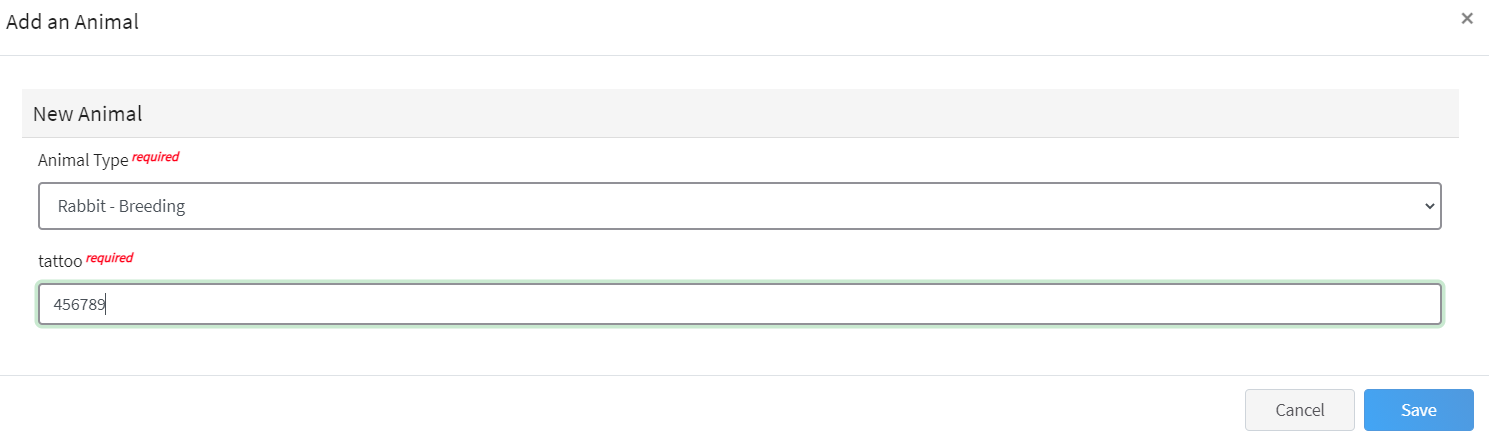 Add an Animal ×
New Animal
Animal Type required
Rabbit - Breeding
tattoo required
456789
Cancel Save